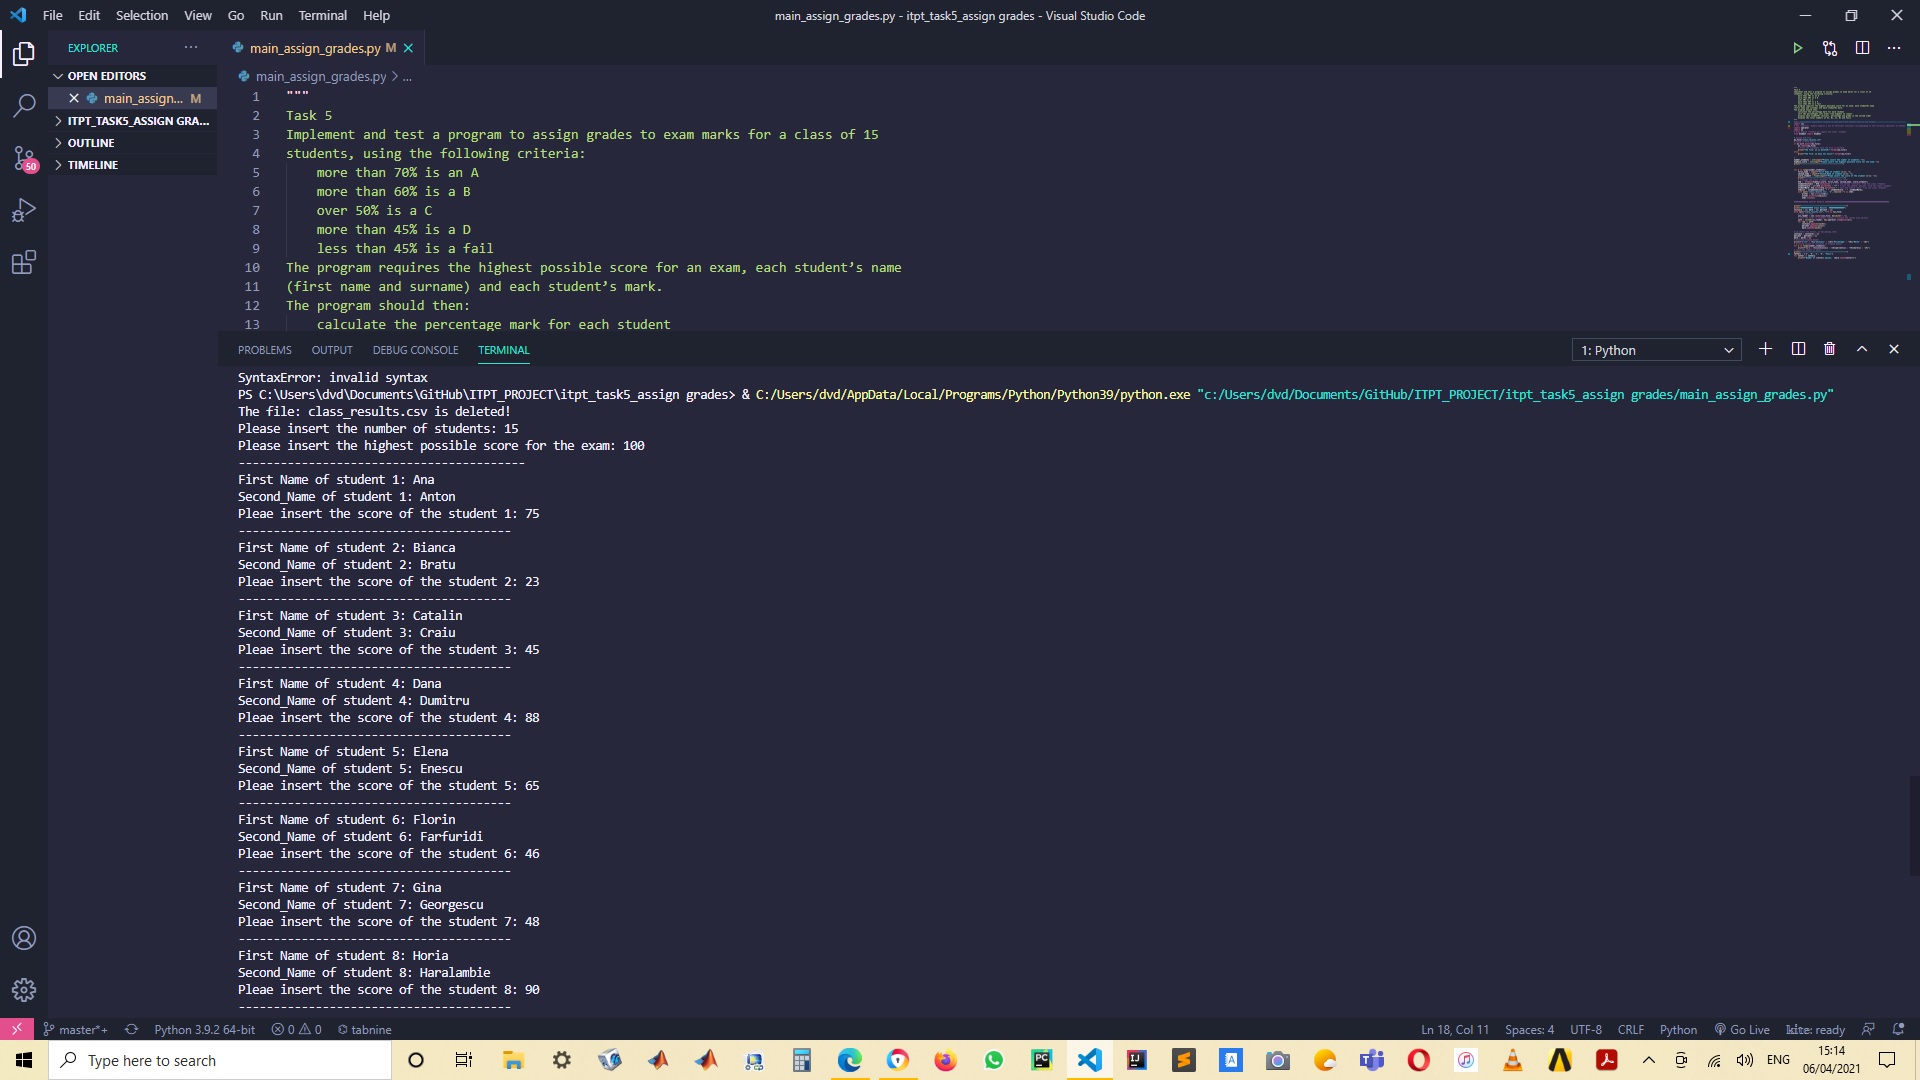 File Edit Selection View Go Run Terminal Help
main_assign_grades.py - itpt_task5_assign grades - Visual Studio Code
EXPLORER
OPEN EDITORS
main_assign... M
ITPT_TASK5_ASSIGN GRA...
OUTLINE
TIMELINE
50
main_assign_grades.py M
main_assign_grades.py > ...
1 """
2 Task 5
3 Implement and test a program to assign grades to exam marks for a class of 15
4 students, using the following criteria:
5 more than 70% is an A
6 more than 60% is a B
7 over 50% is a C
8 more than 45% is a D
9 less than 45% is a fail
10 The program requires the highest possible score for an exam, each student’s name
11 (first name and surname) and each student’s mark.
12 The program should then:
13 calculate the percentage mark for each student
PROBLEMS OUTPUT DEBUG CONSOLE TERMINAL
1: Python
SyntaxError: invalid syntax
PS C:\Users\dvd\Documents\GitHub\ITPT_PROJECT\itpt_task5_assign grades> & C:/Users/dvd/AppData/Local/Programs/Python/Python39/python.exe "c:/Users/dvd/Documents/GitHub/ITPT_PROJECT/itpt_task5_assign grades/main_assign_grades.py"
The file: class_results.csv is deleted!
Please insert the number of students: 15
Please insert the highest possible score for the exam: 100
-----------------------------------------
First Name of student 1: Ana
Second_Name of student 1: Anton
Pleae insert the score of the student 1: 75
---------------------------------------
First Name of student 2: Bianca
Second_Name of student 2: Bratu
Pleae insert the score of the student 2: 23
---------------------------------------
First Name of student 3: Catalin
Second_Name of student 3: Craiu
Pleae insert the score of the student 3: 45
---------------------------------------
First Name of student 4: Dana
Second_Name of student 4: Dumitru
Pleae insert the score of the student 4: 88
---------------------------------------
First Name of student 5: Elena
Second_Name of student 5: Enescu
Pleae insert the score of the student 5: 65
---------------------------------------
First Name of student 6: Florin
Second_Name of student 6: Farfuridi
Pleae insert the score of the student 6: 46
---------------------------------------
First Name of student 7: Gina
Second_Name of student 7: Georgescu
Pleae insert the score of the student 7: 48
---------------------------------------
First Name of student 8: Horia
Second_Name of student 8: Haralambie
Pleae insert the score of the student 8: 90
---------------------------------------
master*+ Python 3.9.2 64-bit 0 0 tabnine
Ln 18, Col 11 Spaces: 4 UTF-8 CRLF Python Go Live kite: ready
Type here to search
PC
IJ
ENG
15:14
06/04/2021